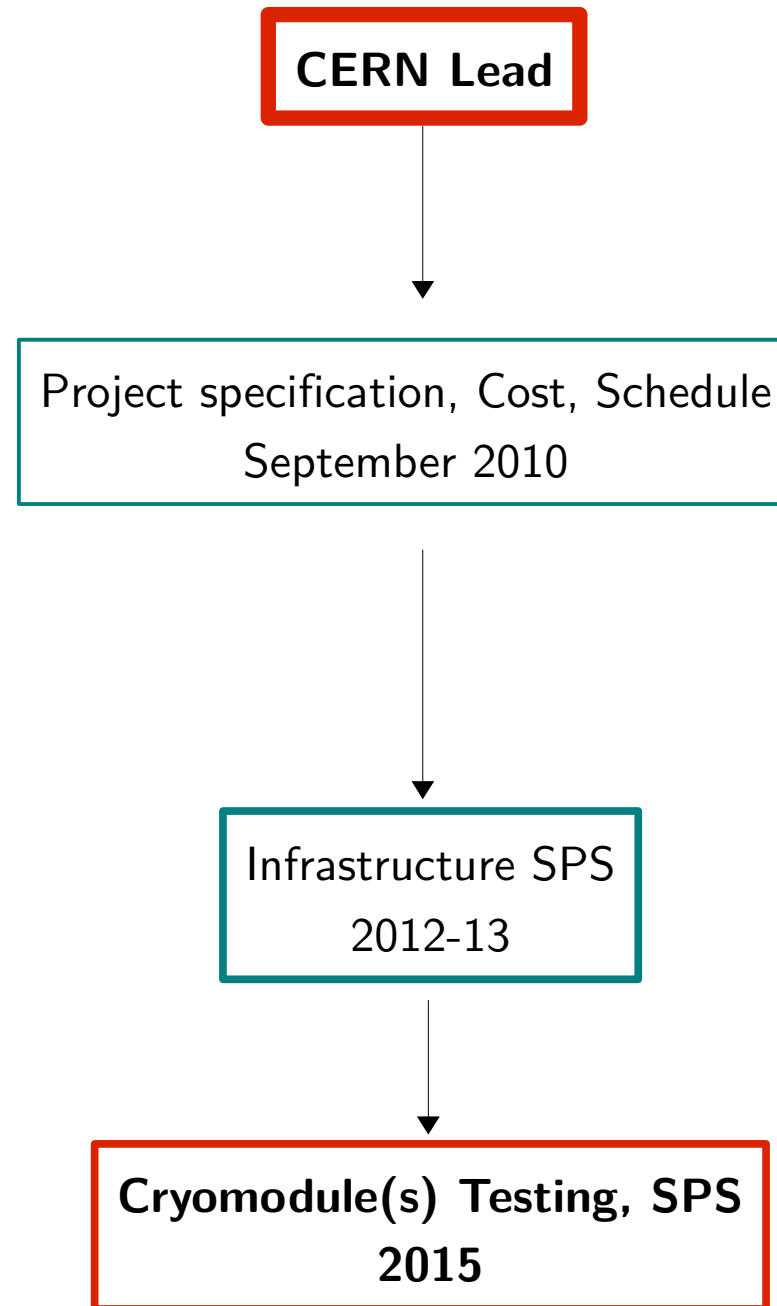 CERN Lead
Project specification, Cost, Schedule
September 2010
Infrastructure SPS
2012-13
Cryomodule(s) Testing, SPS
2015